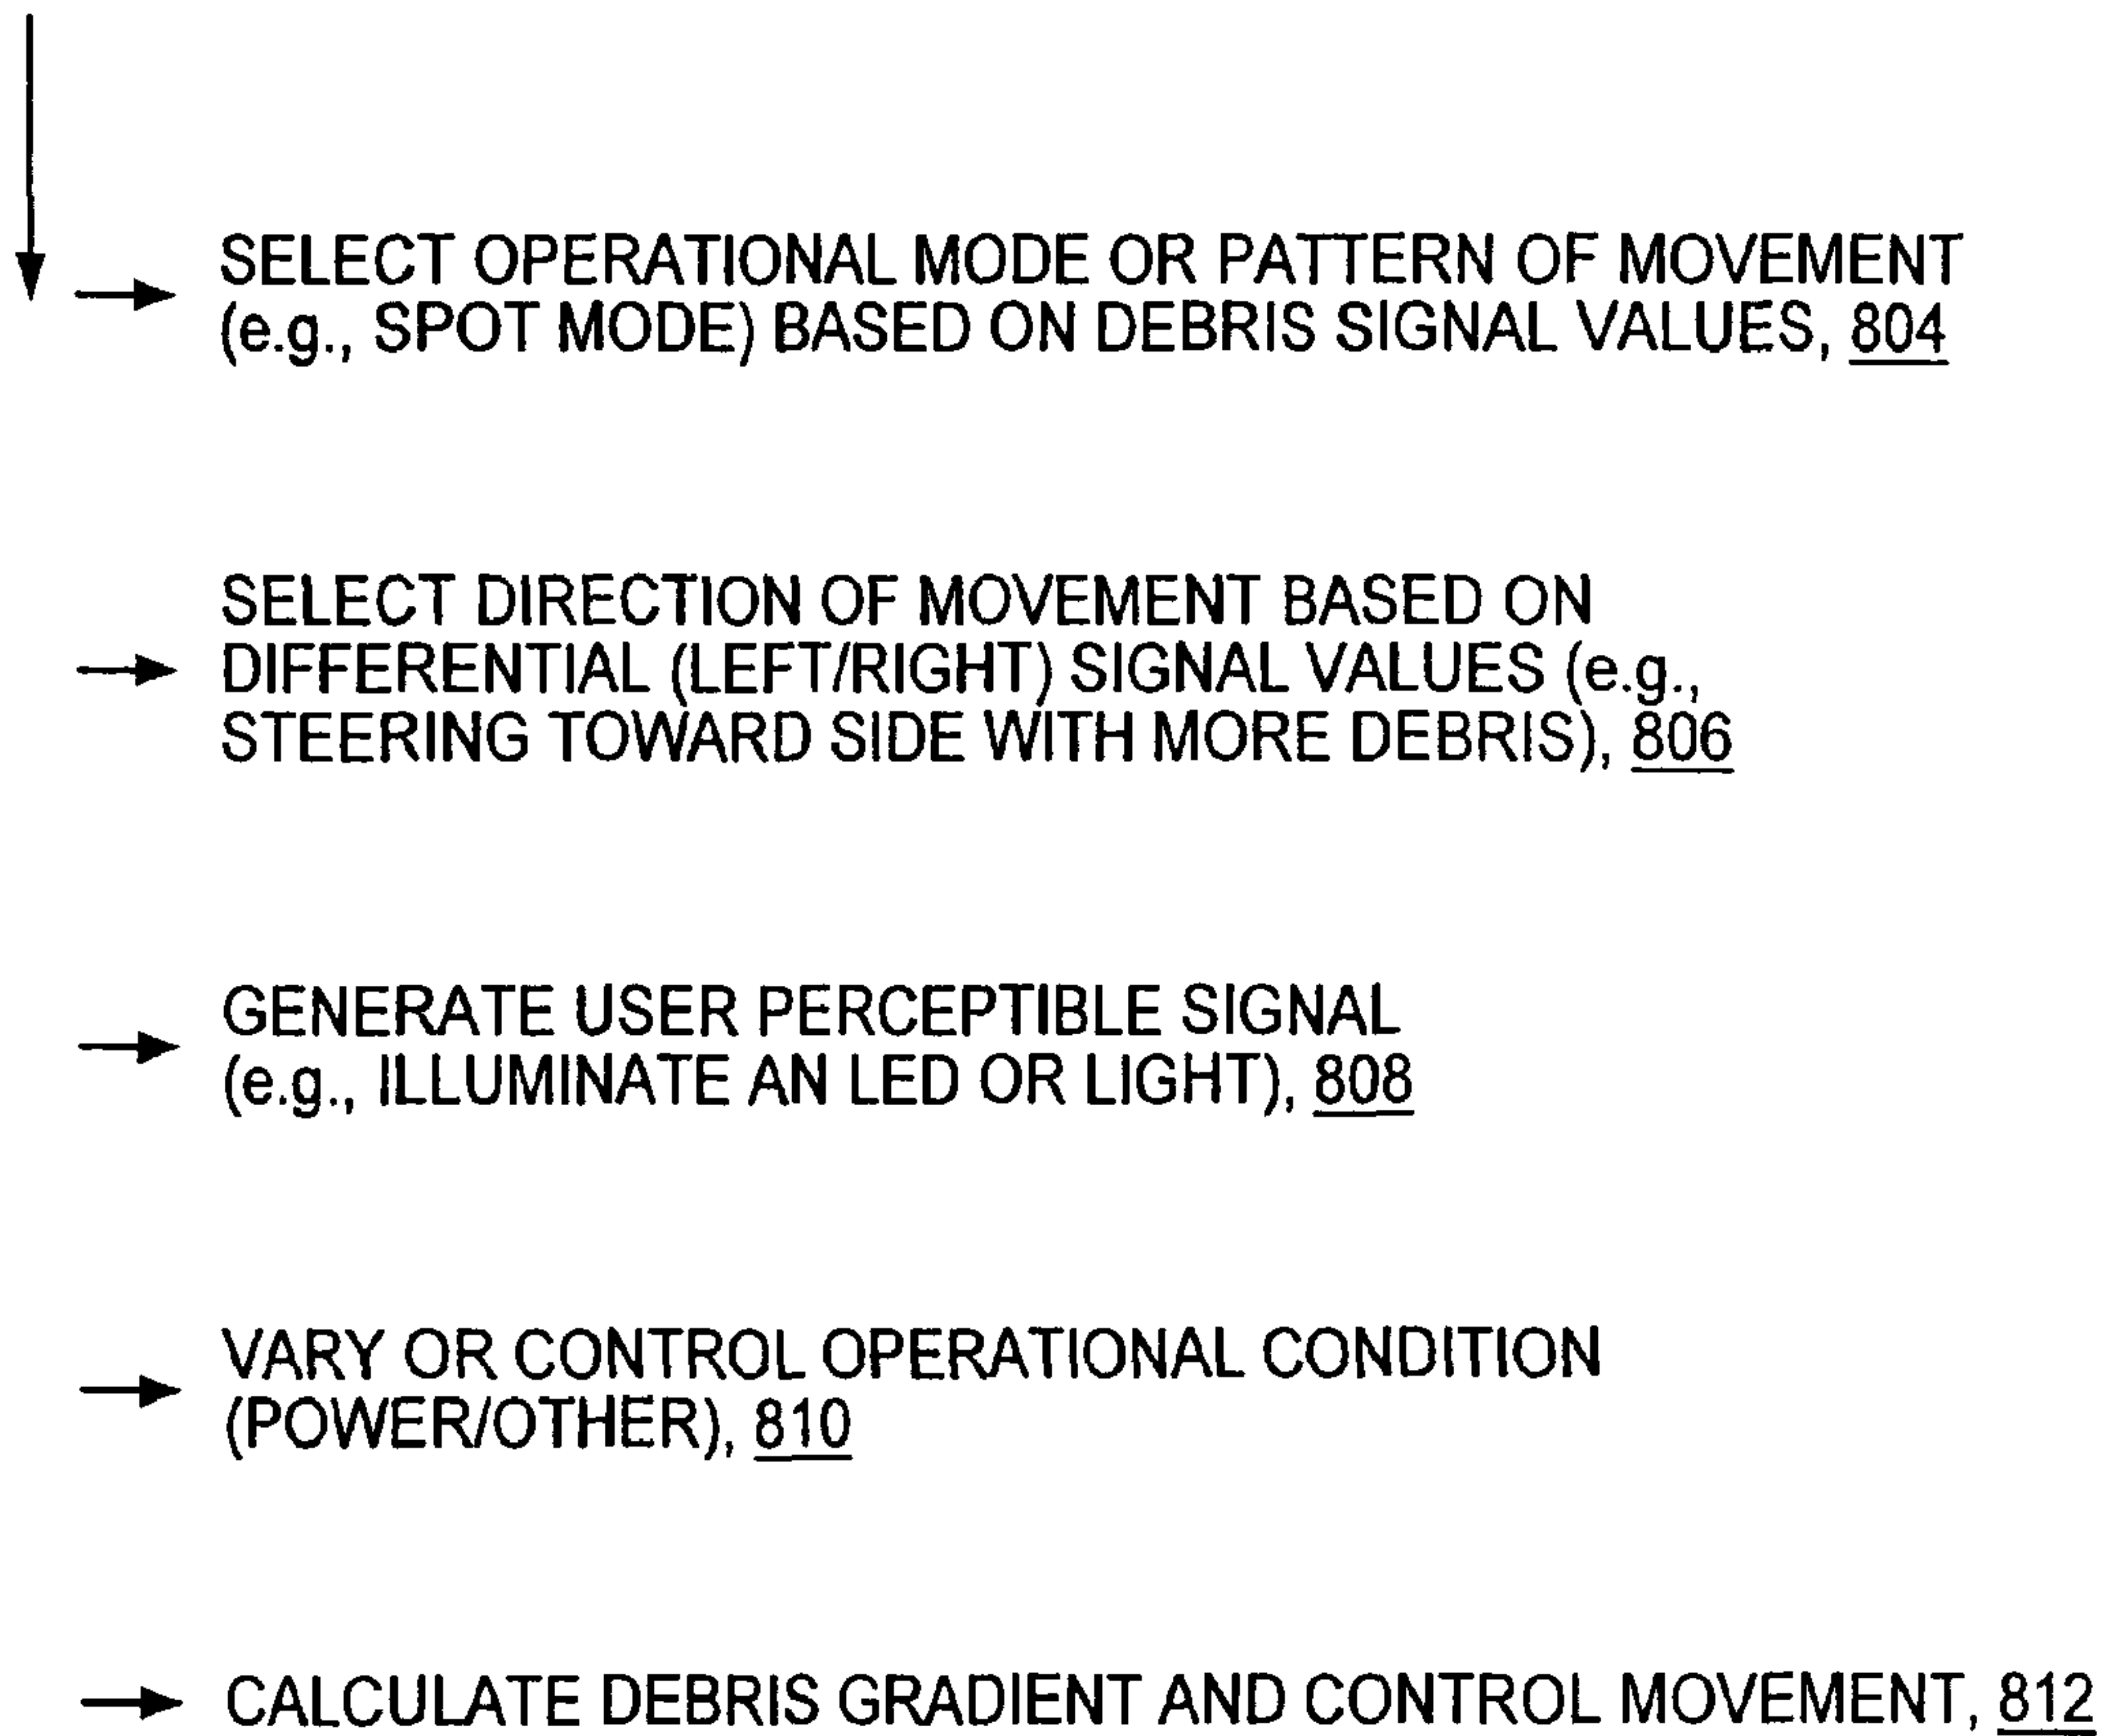 SELECT OPERATIONAL MODE OR PATTERN OF MOVEMENT
(e.g., SPOT MODE) BASED ON DEBRIS SIGNAL VALUES, 804
SELECT DIRECTION OF MOVEMENT BASED ON
DIFFERENTIAL (LEFT/RIGHT) SIGNAL VALUES (e.g.,
STEERING TOWARD SIDE WITH MORE DEBRIS), 806
GENERATE USER PERCEPTIBLE SIGNAL
(e.g., ILLUMINATE AN LED OR LIGHT), 808
VARY OR CONTROL OPERATIONAL CONDITION
(POWER/OTHER), 810
CALCULATE DEBRIS GRADIENT AND CONTROL MOVEMENT, 812